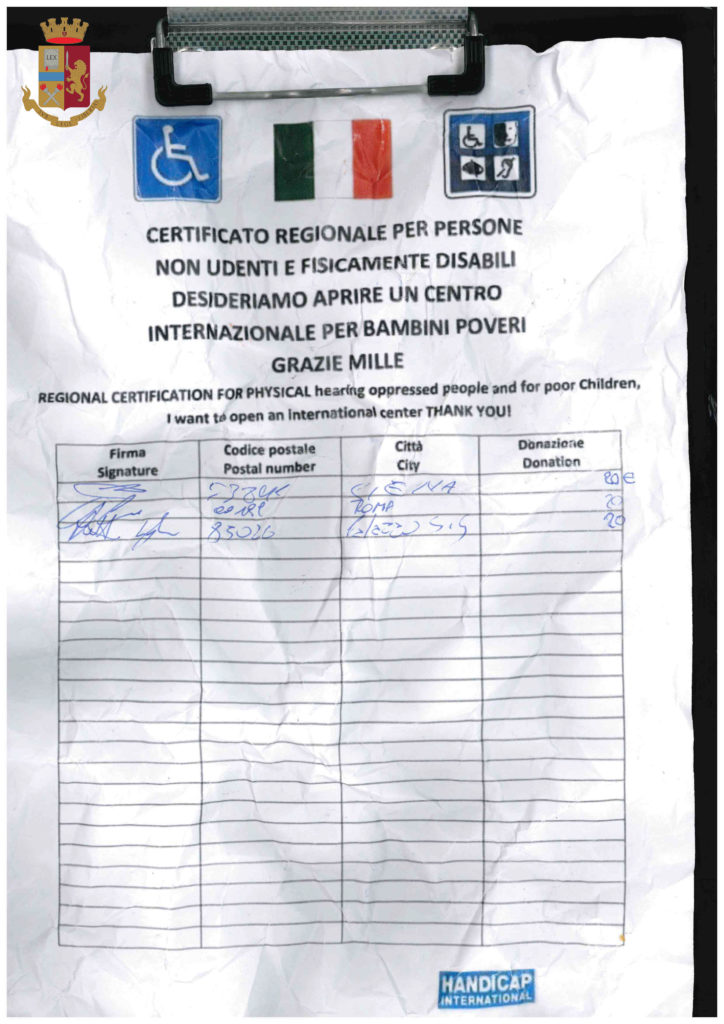 LEX
CERTIFICATO REGIONALE PER PERSONE
NON UDENTI E FISICAMENTE DISABILI
DESIDERIAMO APRIRE UN CENTRO
INTERNAZIONALE PER BAMBINI POVERI
GRAZIE MILLE
REGIONAL CERTIFICATION FOR PHYSICAL hearing oppressed people and for poor Children,
I want to open an international center THANK YOU!
Firma Codice postale Città Donazione
Signature Postal number City Donation
SIENA 20€
ROMA 20
85026 20
HANDICAP
INTERNATIONAL